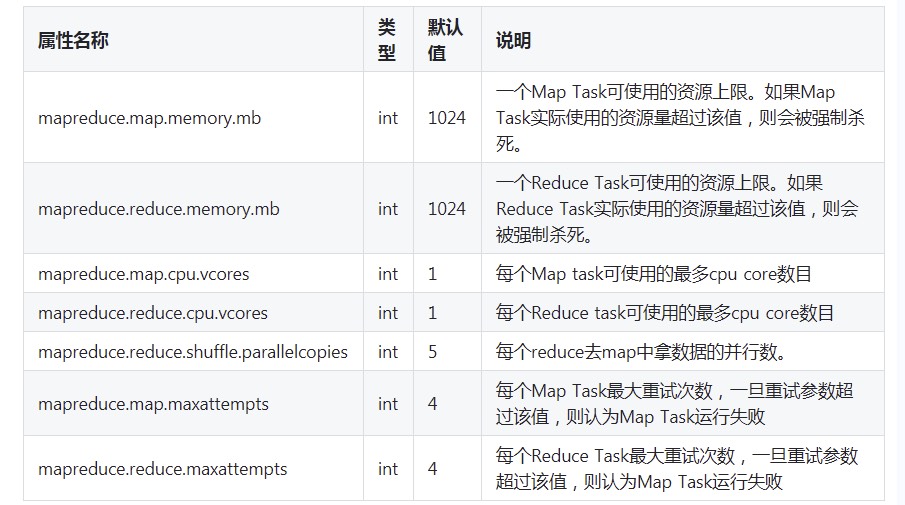 属性名称 类型 默认值 说明
mapreduce.map.memory.mb int 1024 一个Map Task可使用的资源上限。如果Map
Task实际使用的资源量超过该值，则会被强制杀
死。
mapreduce.reduce.memory.mb int 1024 一个Reduce Task可使用的资源上限。如果
Reduce Task实际使用的资源量超过该值，则会
被强制杀死。
mapreduce.map.cpu.vcores int 1 每个Map task可使用的最多cpu core数目
mapreduce.reduce.cpu.vcores int 1 每个Reduce task可使用的最多cpu core数目
mapreduce.reduce.shuffle.parallelcopies int 5 每个reduce去map中拿数据的并行数。
mapreduce.map.maxattempts int 4 每个Map Task最大重试次数，一旦重试参数超
过该值，则认为Map Task运行失败
mapreduce.reduce.maxattempts int 4 每个Reduce Task最大重试次数，一旦重试参数
超过该值，则认为Map Task运行失败